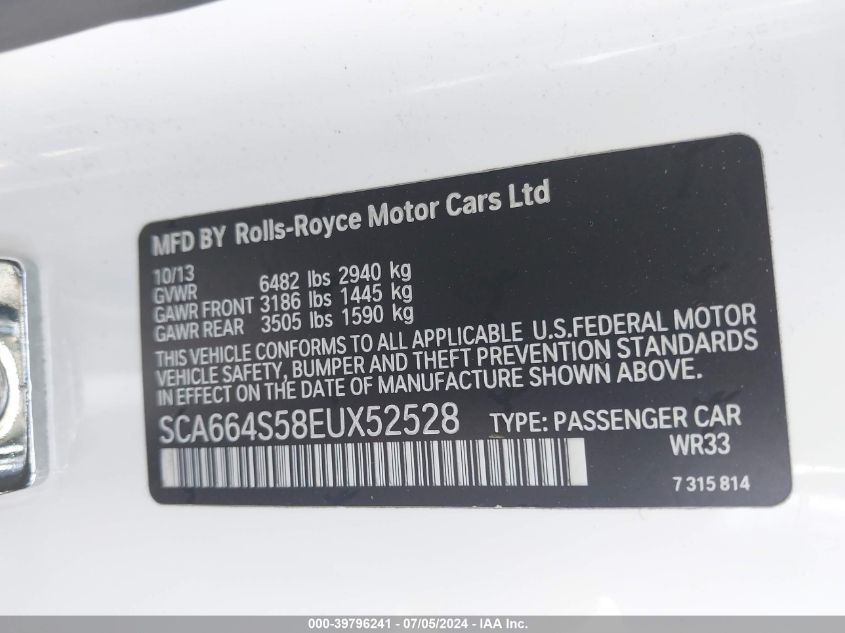 MFD BY Rolls-Royce Motor Cars Ltd
10/13
GVWR 6482 lbs 2940 kg
GAWR FRONT 3186 lbs 1445 kg
GAWR REAR 3505 lbs 1590 kg
THIS VEHICLE CONFORMS TO ALL APPLICABLE U.S.FEDERAL MOTOR
VEHICLE SAFETY, BUMPER AND THEFT PREVENTION STANDARDS
IN EFFECT ON THE DATE OF MANUFACTURE SHOWN ABOVE.
SCA664S58EUX52528 TYPE: PASSENGER CAR
WR33
7 315 814
000-39796241 - 07/05/2024 - IAA Inc.